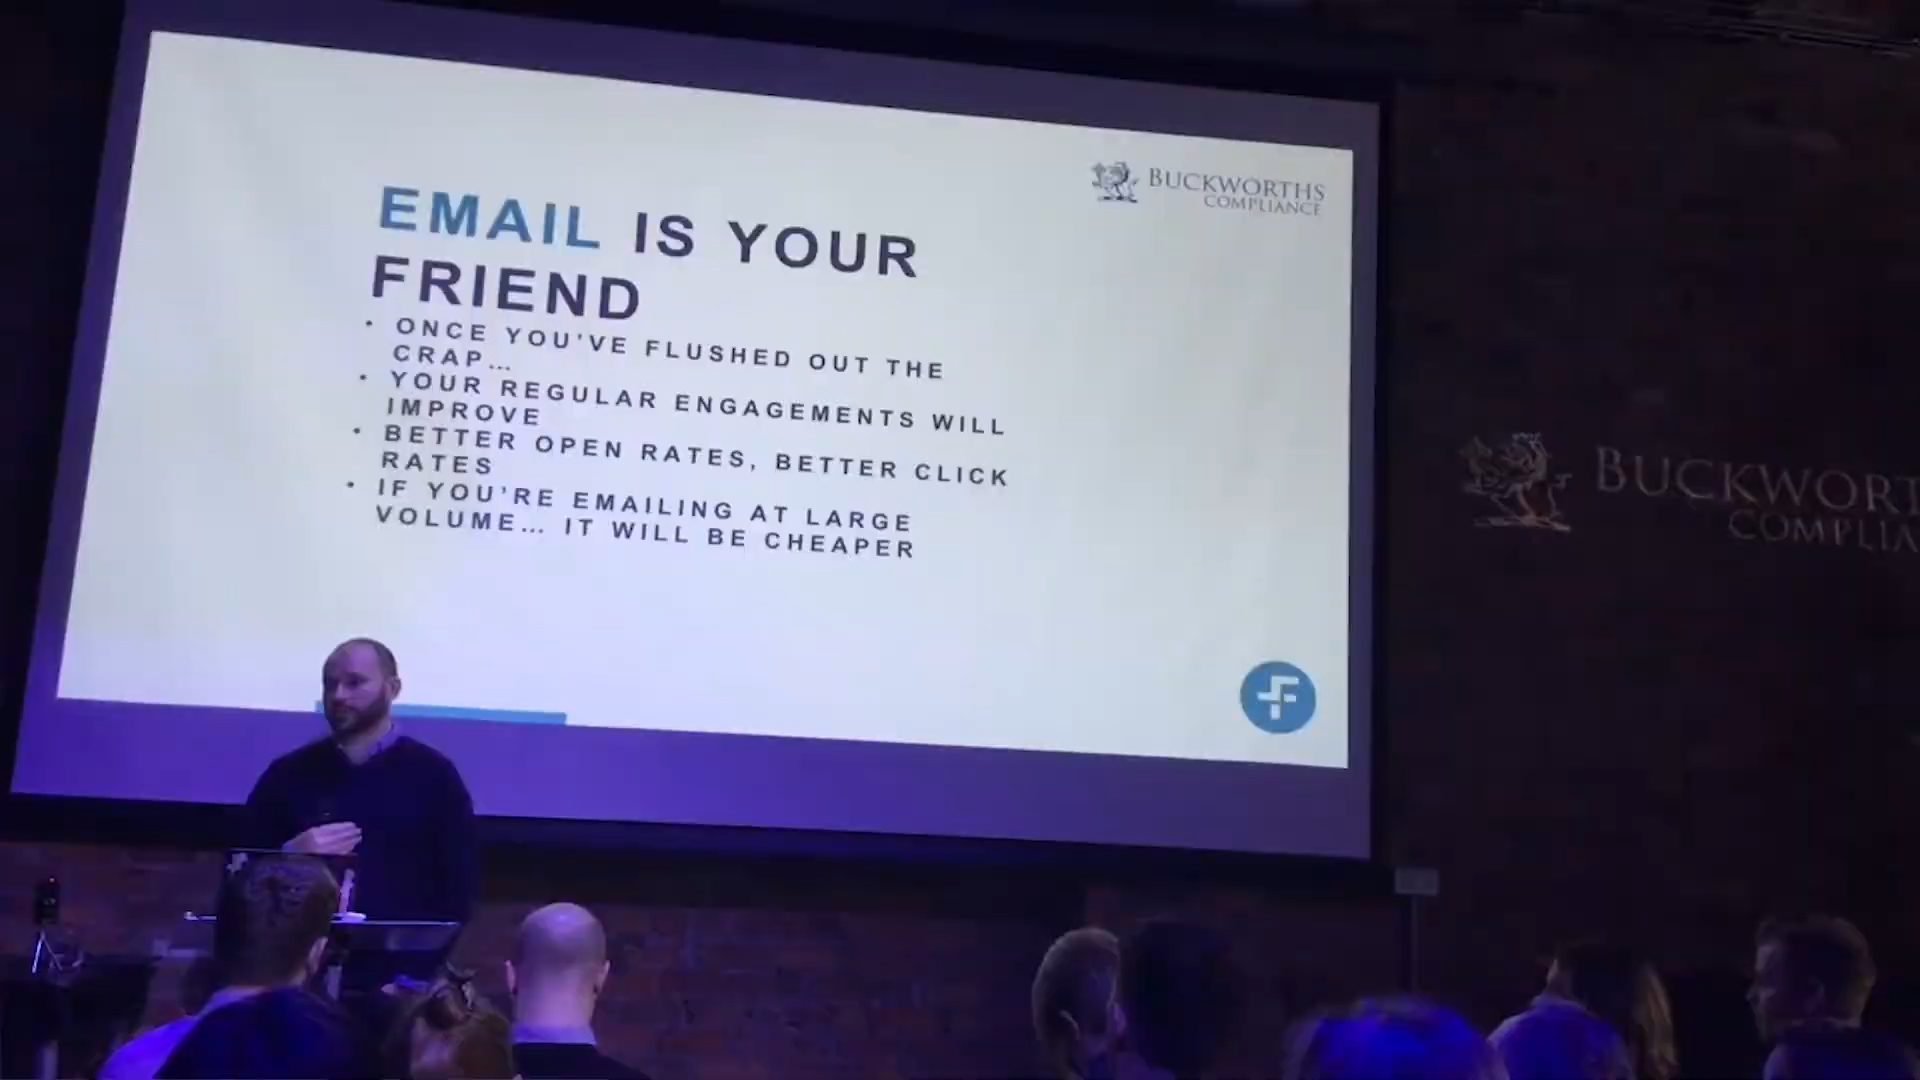 BUCKWORTHS
COMPLIANCE
EMAIL IS YOUR
FRIEND
• ONCE YOU'VE FLUSHED OUT THE
CRAP...
• YOUR REGULAR ENGAGEMENTS WILL
IMPROVE
• BETTER OPEN RATES, BETTER CLICK
RATES
• IF YOU'RE EMAILING AT LARGE
VOLUME... IT WILL BE CHEAPER
F
BUCKWORT
COMPLIA